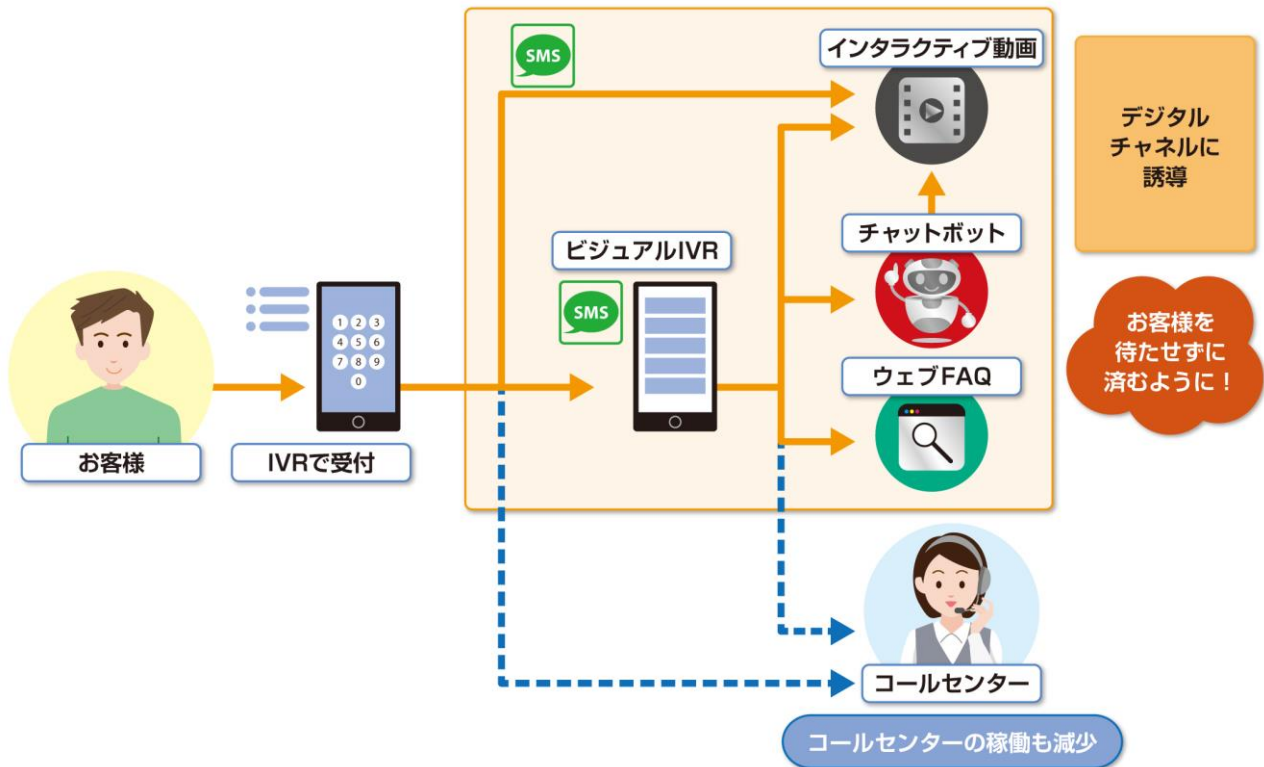 SMS
インタラクティブ動画
デジタル
チャネルに
誘導
チャットボット
ビジュアルIVR
SMS
1 2 3
4 5 6
7 8 9
0
お客様を
待たせずに
済むように！
ウェブFAQ
お客様
IVRで受付
コールセンター
コールセンターの稼働も減少